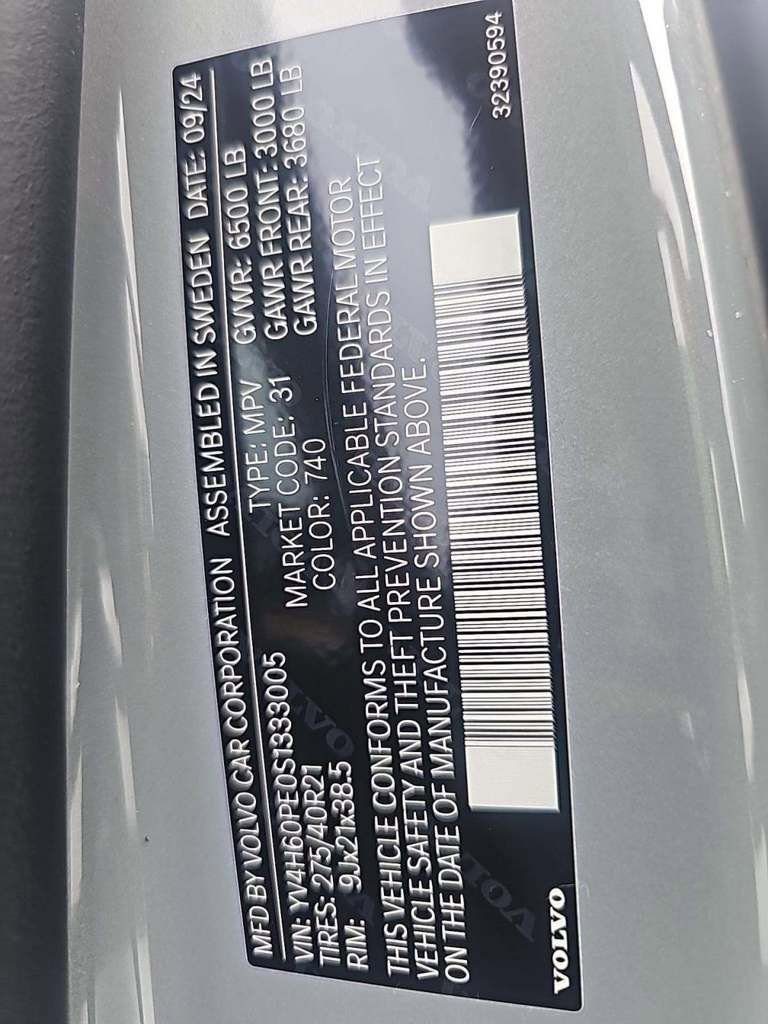 MFD BY VOLVO CAR CORPORATION ASSEMBLED IN SWEDEN DATE: 09/24
VIN: YV4H60PE0S1333005 TYPE: MPV GVWR: 6500 LB
TIRES: 275/40R21 MARKET CODE: 31 GAWR FRONT: 3000 LB
RIM: 9Jx21x38.5 COLOR: 740 GAWR REAR: 3680 LB
THIS VEHICLE CONFORMS TO ALL APPLICABLE FEDERAL MOTOR
VEHICLE SAFETY AND THEFT PREVENTION STANDARDS IN EFFECT
ON THE DATE OF MANUFACTURE SHOWN ABOVE.
VOLVO 32390594